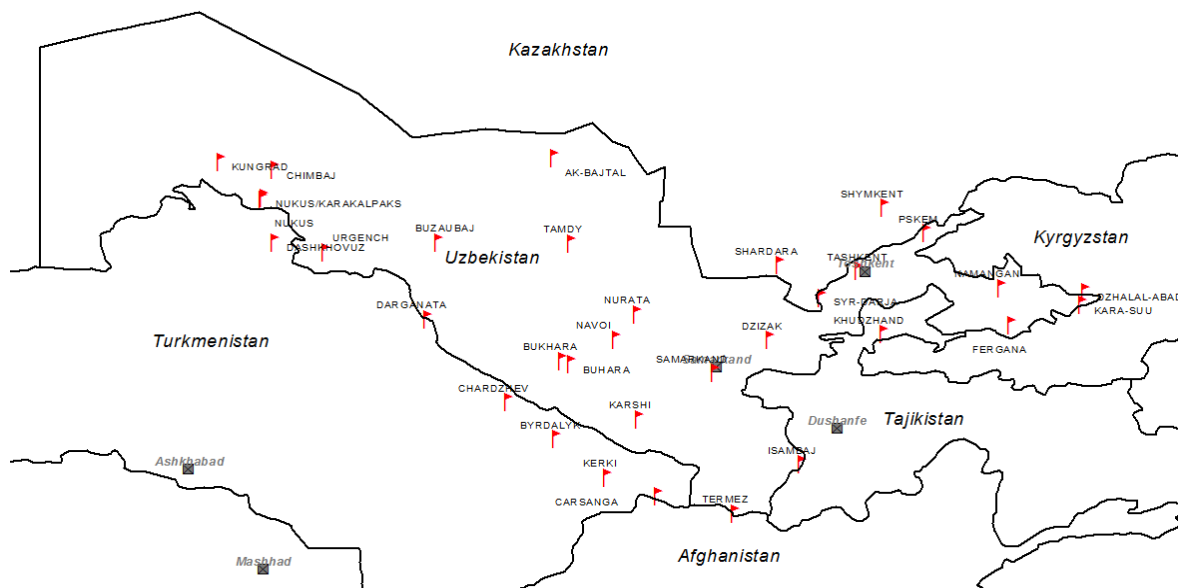 Kazakhstan
KUNGRAD
CHIMBAJ
AK-BAJTAL
NUKUS/KARAKALPAKS
SHYMKENT
PSKEM
NUKUS
URGENCH
BUZAUBAJ
TAMDY
Kyrgyzstan
DASHKHOVUZ
Uzbekistan
SHARDARA
TASHKENT
NAMANGAN
DARGANATA
NURATA
SYR-DARJA
DZHALAL-ABAD
KARA-SUU
Turkmenistan
NAVOI
DZIZAK
KHUDZHAND
FERGANA
BUKHARA
BUHARA
SAMARKAND
CHARDZHEV
KARSHI
Tajikistan
BYRDALYK
Dushanfe
ISAMBAJ
Ashkhabad
KERKI
CARSANGA
TERMEZ
Afghanistan
Mashhad